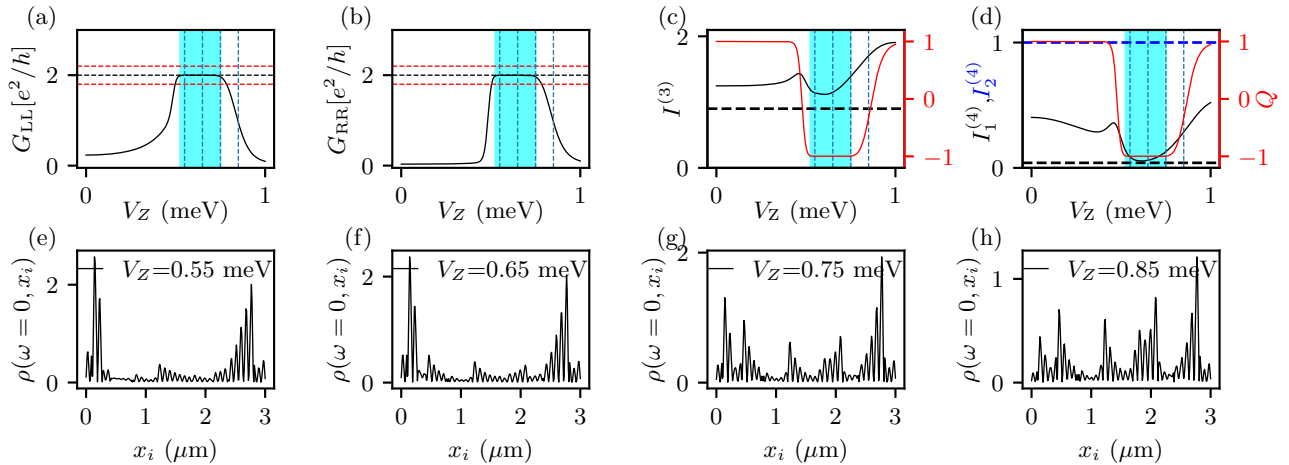 (a)
G_LL[e^2/h]
2
0
0
1
V_Z (meV)
(b)
G_RR[e^2/h]
2
0
0
1
V_Z (meV)
(c)
I^(3)
2
0
1
0
−1
0
1
V_Z (meV)
(d)
I_1^(4), I_2^(4)
1
0
1
0
−1
Q
0
1
V_Z (meV)
(e)
ρ(ω = 0, x_i)
V_Z=0.55 meV
2
0
0
1
2
3
x_i (μm)
(f)
ρ(ω = 0, x_i)
V_Z=0.65 meV
2
0
0
1
2
3
x_i (μm)
(g)
ρ(ω = 0, x_i)
V_Z=0.75 meV
2
0
0
1
2
3
x_i (μm)
(h)
ρ(ω = 0, x_i)
V_Z=0.85 meV
1
0
0
1
2
3
x_i (μm)